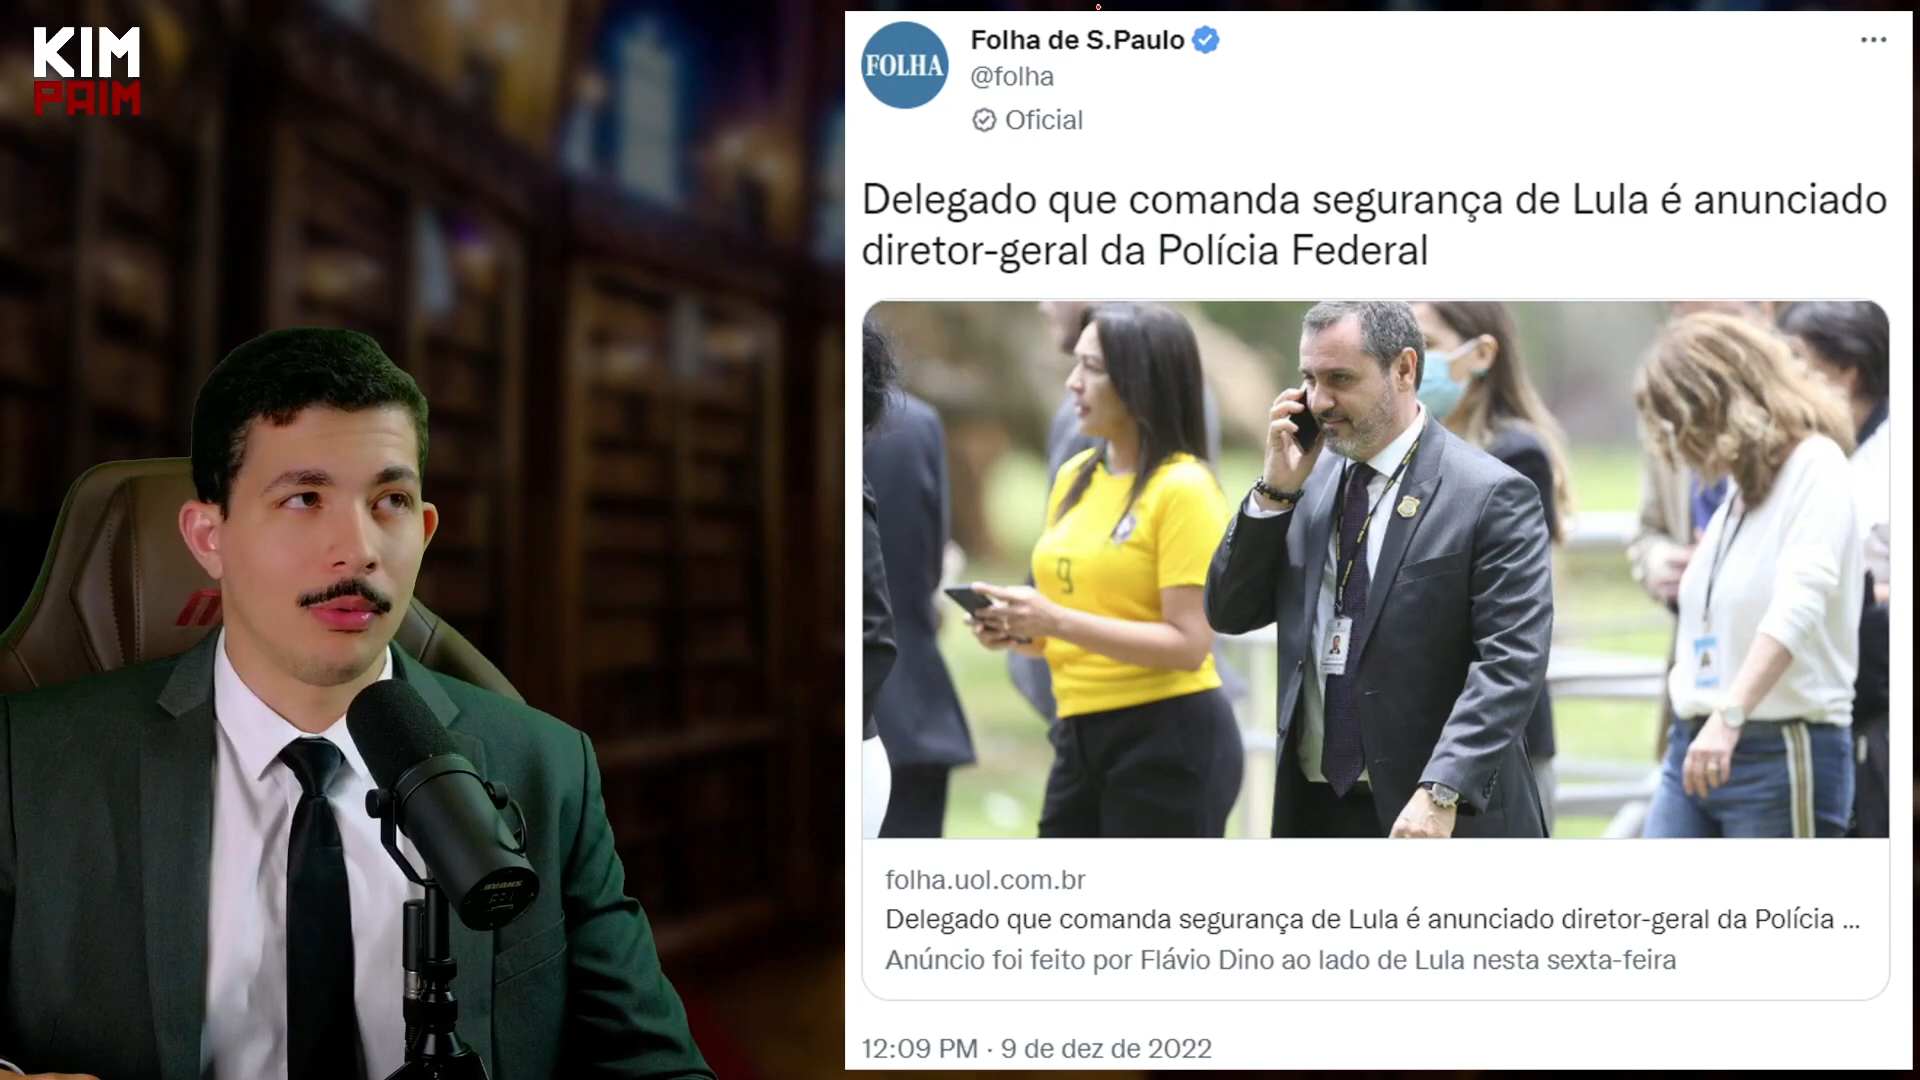 KIM
PAIM
FOLHA
Folha de S.Paulo
@folha
Oficial
Delegado que comanda segurança de Lula é anunciado
diretor-geral da Polícia Federal
9
folha.uol.com.br
Delegado que comanda segurança de Lula é anunciado diretor-geral da Polícia ...
Anúncio foi feito por Flávio Dino ao lado de Lula nesta sexta-feira
12:09 PM · 9 de dez de 2022